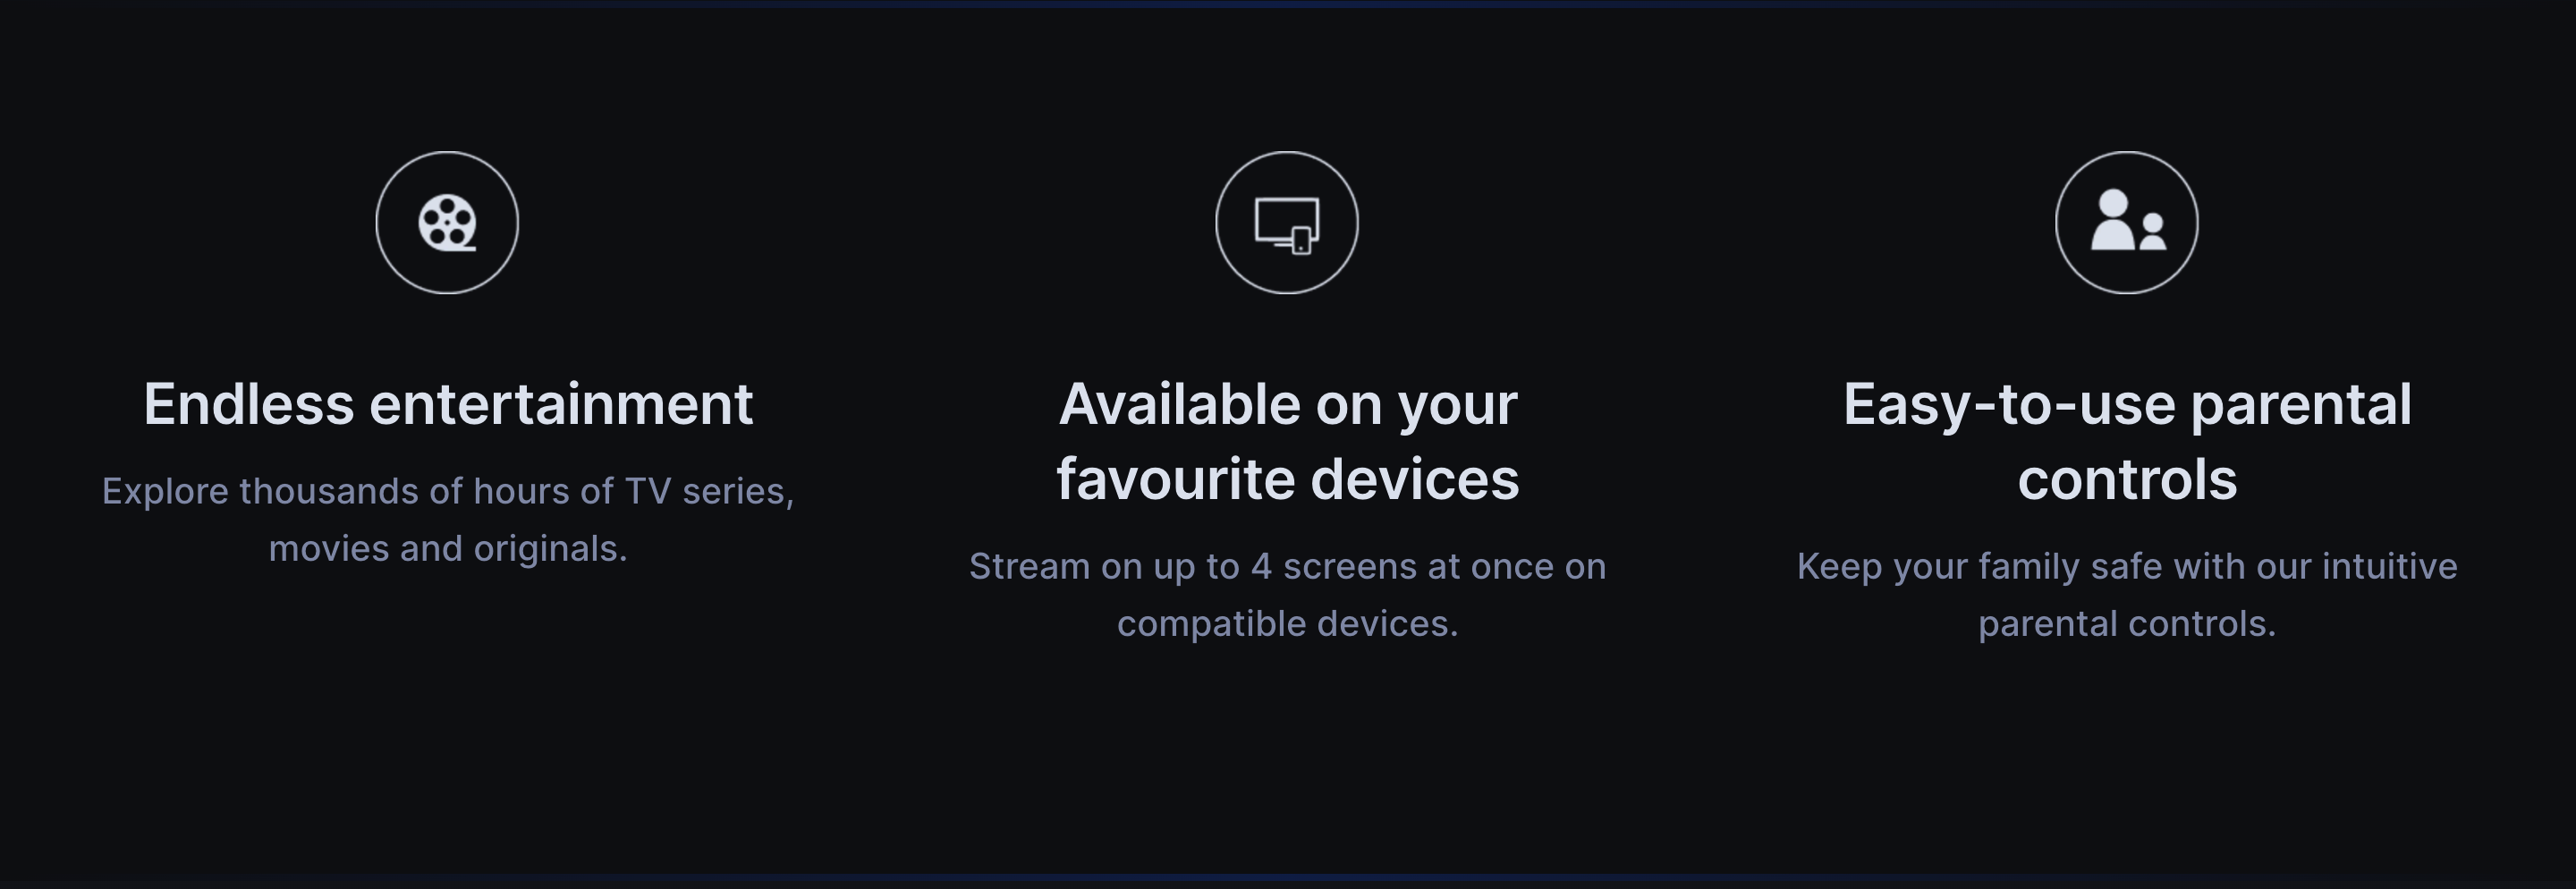 Endless entertainment
Explore thousands of hours of TV series,
movies and originals.
Available on your
favourite devices
Stream on up to 4 screens at once on
compatible devices.
Easy-to-use parental
controls
Keep your family safe with our intuitive
parental controls.